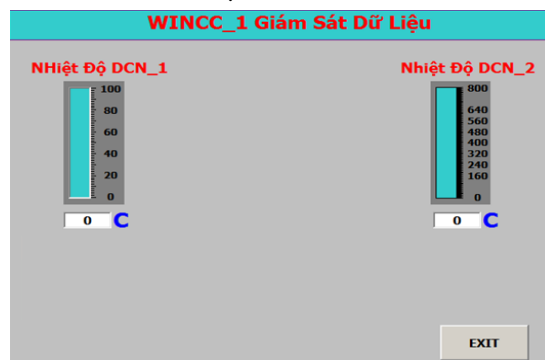 WINCC_1 Giám Sát Dữ Liệu
NHiệt Độ DCN_1
Nhiệt Độ DCN_2
100
80
60
40
20
0
800
640
560
480
400
320
240
160
0
0 C
0 C
EXIT